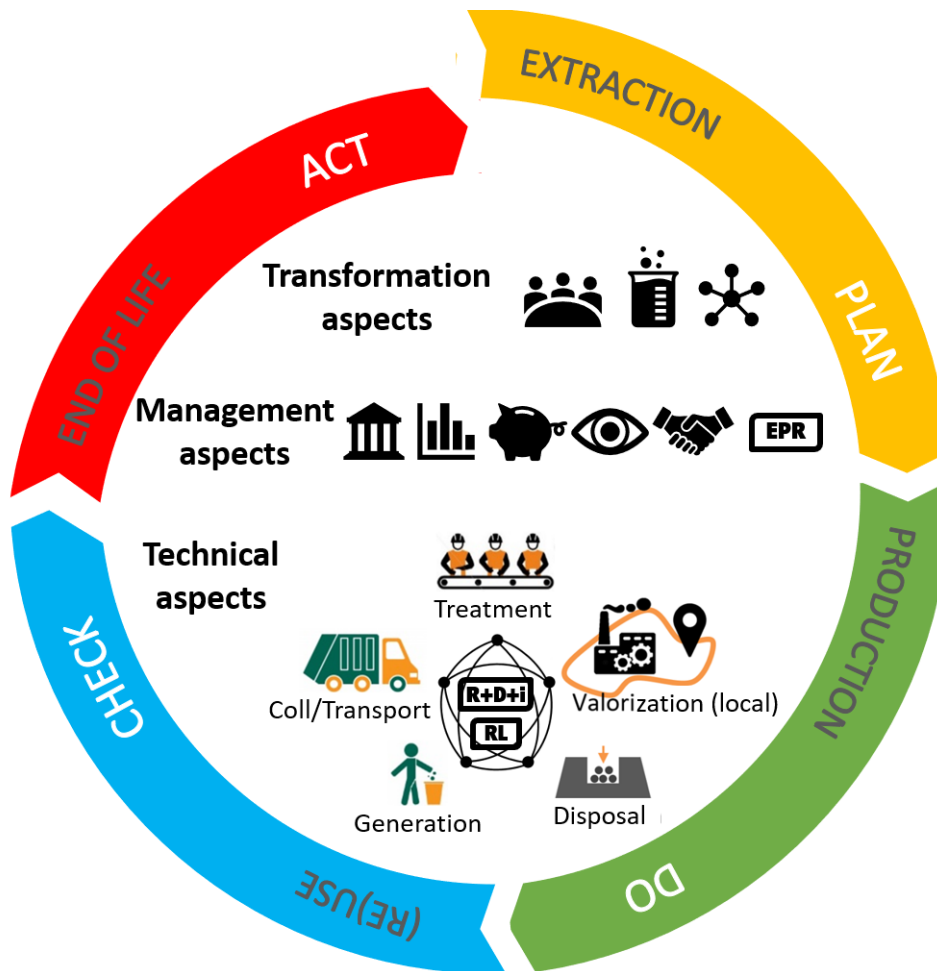 EXTRACTION
PLAN
PRODUCTION
DO
(RE)USE
CHECK
END OF LIFE
ACT
Transformation
aspects
Management
aspects
EPR
Technical
aspects
Treatment
Coll/Transport
R+D+i
RL
Valorization (local)
Generation
Disposal